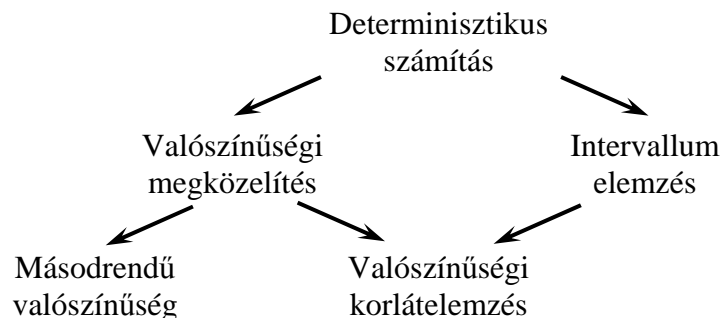 Determinisztikus
számítás
Valószínűségi
megközelítés
Intervallum
elemzés
Másodrendű
valószínűség
Valószínűségi
korlátelemzés